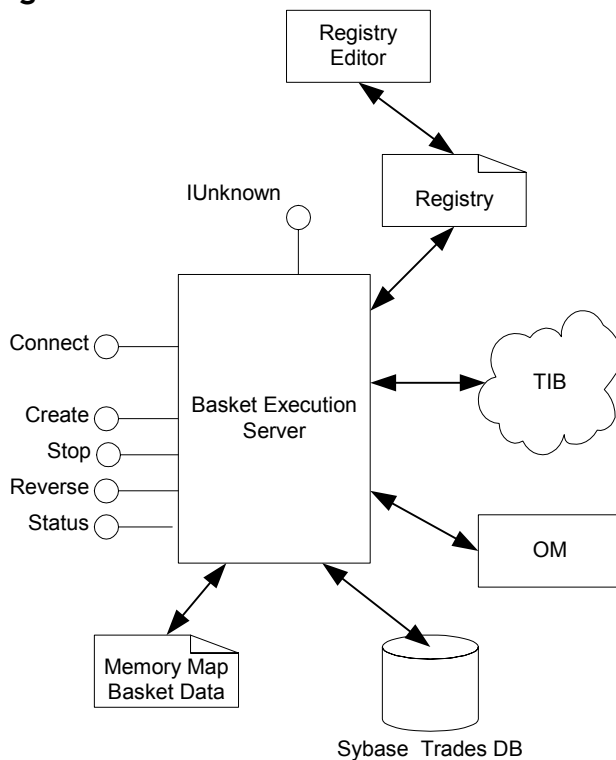 Registry
Editor
Registry
IUnknown
Connect
Create
Stop
Reverse
Status
Basket Execution
Server
TIB
OM
Memory Map
Basket Data
Sybase Trades DB